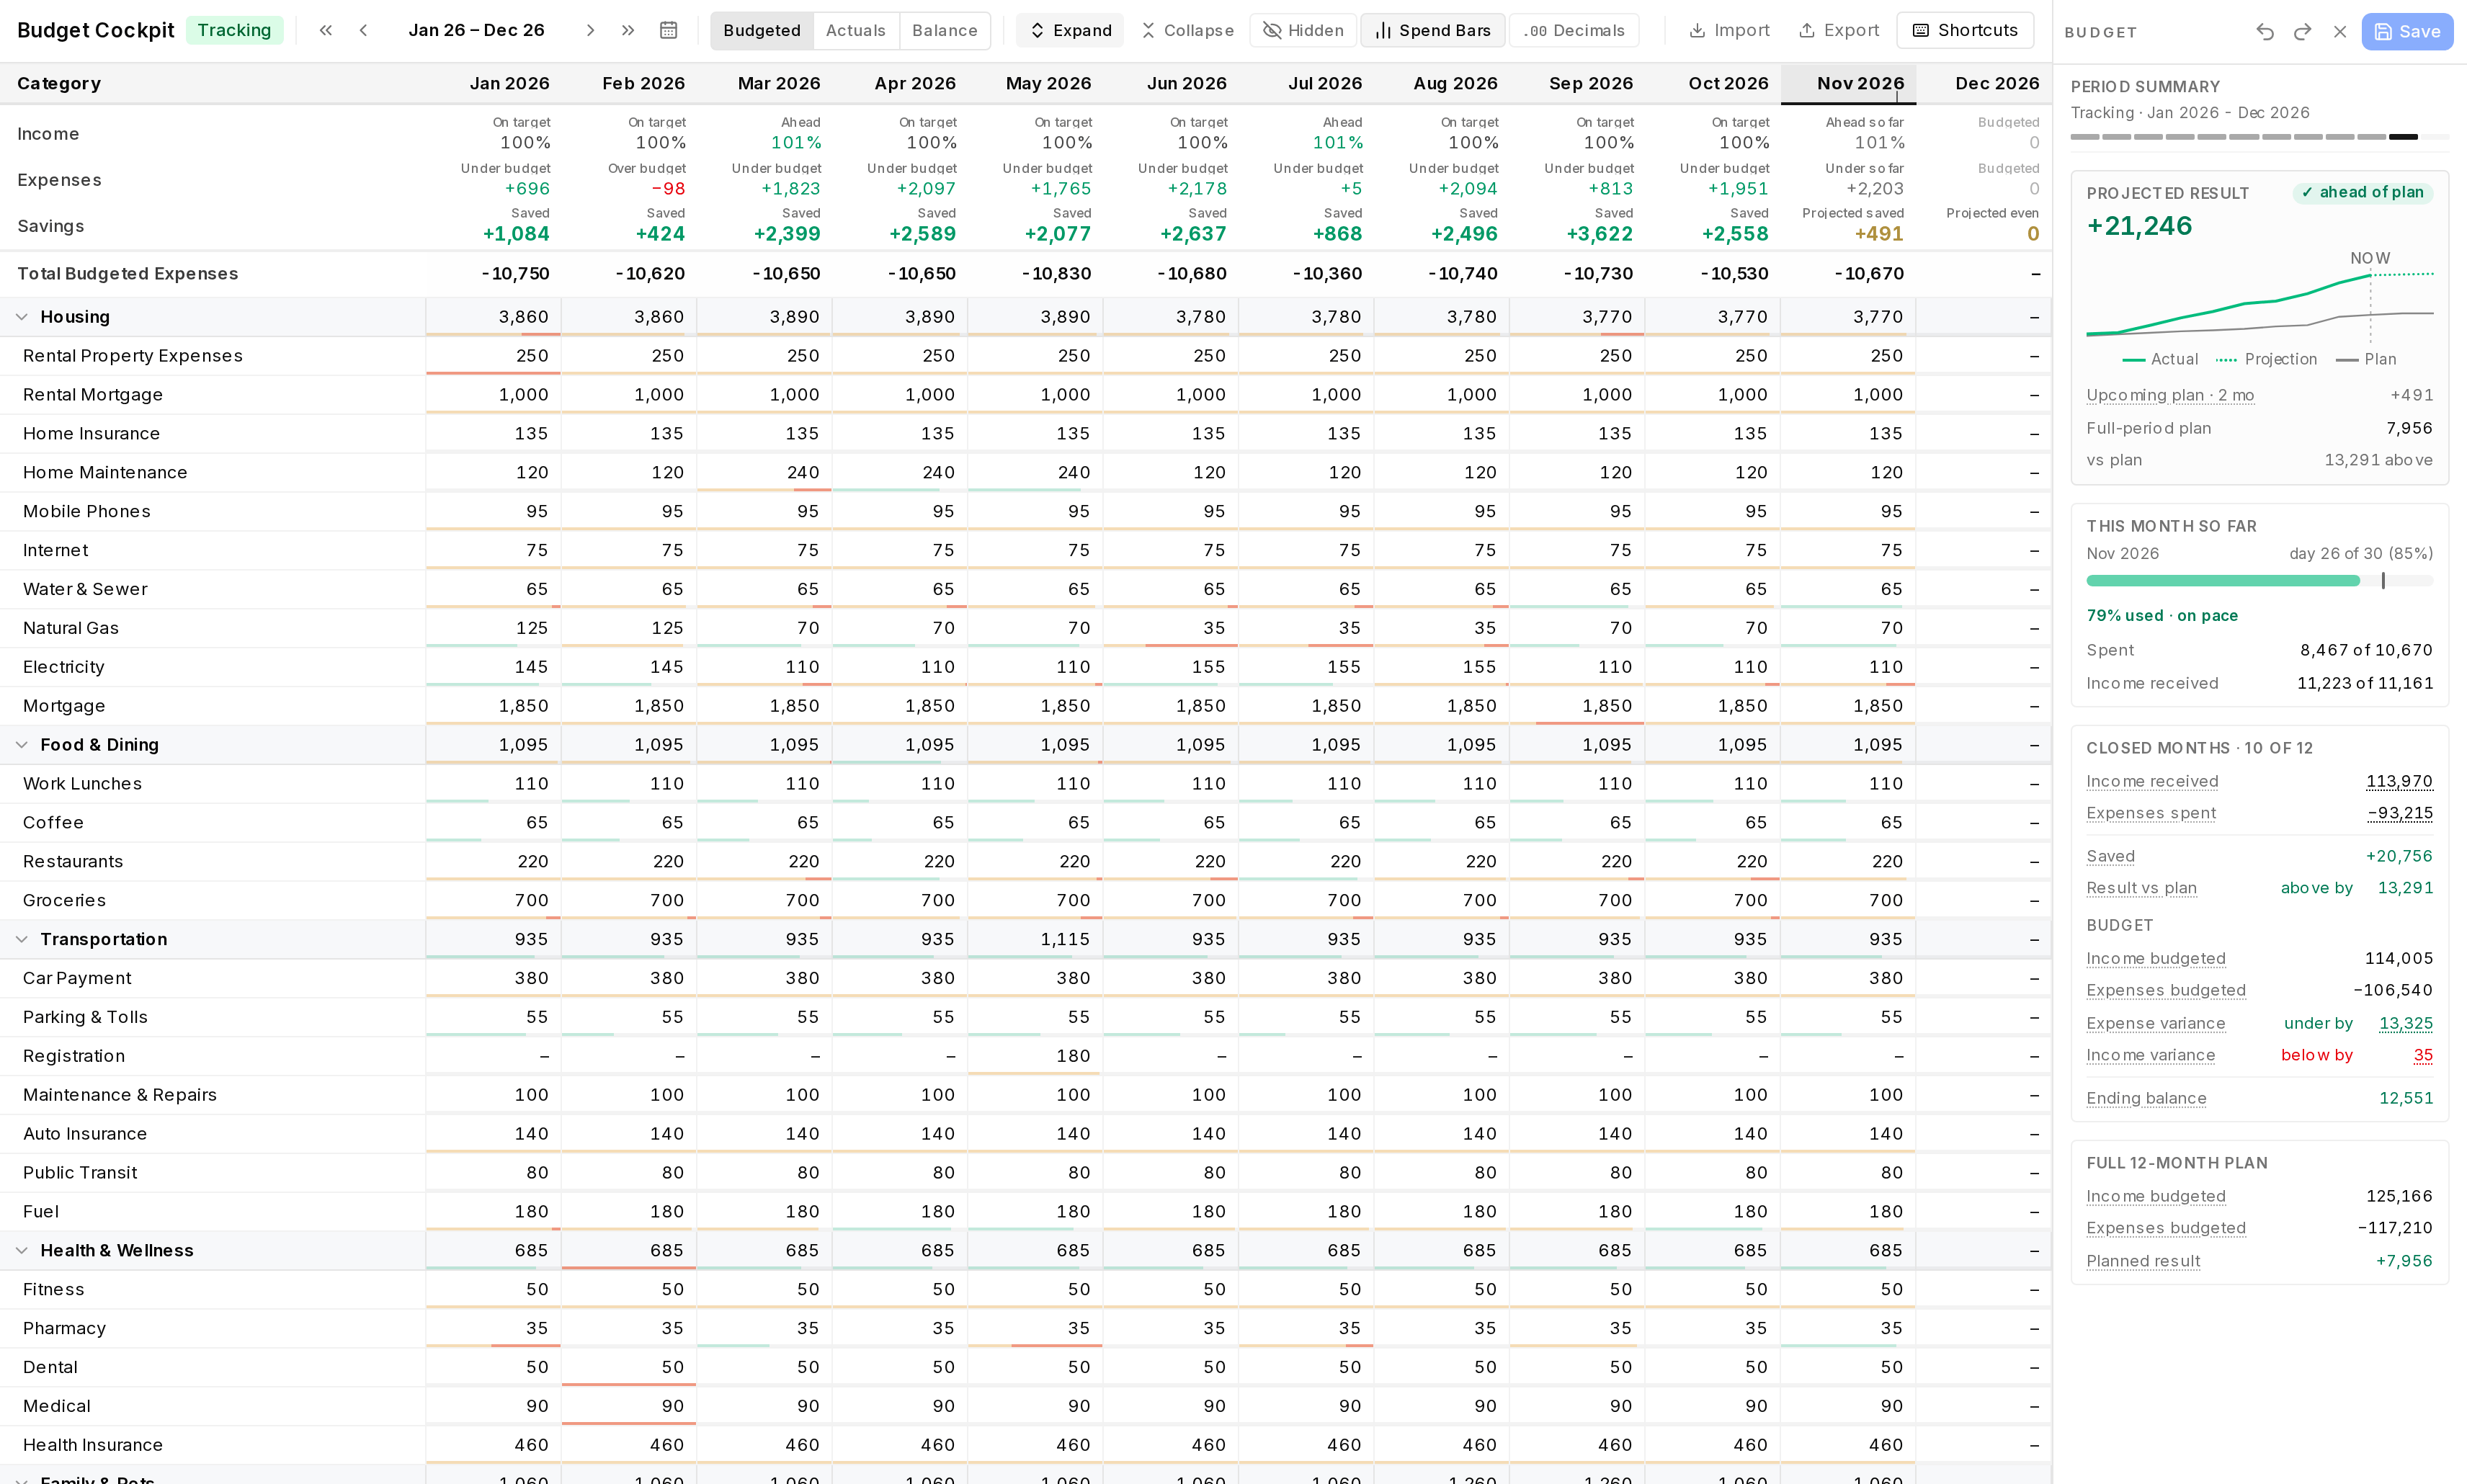 Budget Cockpit Tracking Jan 26 – Dec 26 Budgeted Actuals Balance Expand Collapse Hidden Spend Bars .00 Decimals Import Export Shortcuts
Category Jan 2026 Feb 2026 Mar 2026 Apr 2026 May 2026 Jun 2026 Jul 2026 Aug 2026 Sep 2026 Oct 2026 Nov 2026 Dec 2026
On target On target Ahead On target On target On target Ahead On target On target On target Ahead so far Budgeted
Income 100% 100% 101% 100% 100% 100% 101% 100% 100% 100% 101% 0
Under budget Over budget Under budget Under budget Under budget Under budget Under budget Under budget Under budget Under budget Under so far Budgeted
Expenses +696 −98 +1,823 +2,097 +1,765 +2,178 +5 +2,094 +813 +1,951 +2,203 0
Saved Saved Saved Saved Saved Saved Saved Saved Saved Saved Projected saved Projected even
Savings +1,084 +424 +2,399 +2,589 +2,077 +2,637 +868 +2,496 +3,622 +2,558 +491 0
Total Budgeted Expenses -10,750 -10,620 -10,650 -10,650 -10,830 -10,680 -10,360 -10,740 -10,730 -10,530 -10,670 –
Housing 3,860 3,860 3,890 3,890 3,890 3,780 3,780 3,780 3,770 3,770 3,770 –
Rental Property Expenses 250 250 250 250 250 250 250 250 250 250 250 –
Rental Mortgage 1,000 1,000 1,000 1,000 1,000 1,000 1,000 1,000 1,000 1,000 1,000 –
Home Insurance 135 135 135 135 135 135 135 135 135 135 135 –
Home Maintenance 120 120 240 240 240 120 120 120 120 120 120 –
Mobile Phones 95 95 95 95 95 95 95 95 95 95 95 –
Internet 75 75 75 75 75 75 75 75 75 75 75 –
Water & Sewer 65 65 65 65 65 65 65 65 65 65 65 –
Natural Gas 125 125 70 70 70 35 35 35 70 70 70 –
Electricity 145 145 110 110 110 155 155 155 110 110 110 –
Mortgage 1,850 1,850 1,850 1,850 1,850 1,850 1,850 1,850 1,850 1,850 1,850 –
Food & Dining 1,095 1,095 1,095 1,095 1,095 1,095 1,095 1,095 1,095 1,095 1,095 –
Work Lunches 110 110 110 110 110 110 110 110 110 110 110 –
Coffee 65 65 65 65 65 65 65 65 65 65 65 –
Restaurants 220 220 220 220 220 220 220 220 220 220 220 –
Groceries 700 700 700 700 700 700 700 700 700 700 700 –
Transportation 935 935 935 935 1,115 935 935 935 935 935 935 –
Car Payment 380 380 380 380 380 380 380 380 380 380 380 –
Parking & Tolls 55 55 55 55 55 55 55 55 55 55 55 –
Registration – – – – 180 – – – – – – –
Maintenance & Repairs 100 100 100 100 100 100 100 100 100 100 100 –
Auto Insurance 140 140 140 140 140 140 140 140 140 140 140 –
Public Transit 80 80 80 80 80 80 80 80 80 80 80 –
Fuel 180 180 180 180 180 180 180 180 180 180 180 –
Health & Wellness 685 685 685 685 685 685 685 685 685 685 685 –
Fitness 50 50 50 50 50 50 50 50 50 50 50 –
Pharmacy 35 35 35 35 35 35 35 35 35 35 35 –
Dental 50 50 50 50 50 50 50 50 50 50 50 –
Medical 90 90 90 90 90 90 90 90 90 90 90 –
Health Insurance 460 460 460 460 460 460 460 460 460 460 460 –
Family & Pets 1,060 1,060 1,060 1,060 1,060 1,060 1,060 1,260 1,260 1,060 1,060 –
BUDGET Save
PERIOD SUMMARY
Tracking · Jan 2026 - Dec 2026
PROJECTED RESULT ✓ ahead of plan
+21,246
NOW
Actual Projection Plan
Upcoming plan · 2 mo +491
Full-period plan 7,956
vs plan 13,291 above
THIS MONTH SO FAR
Nov 2026 day 26 of 30 (85%)
79% used · on pace
Spent 8,467 of 10,670
Income received 11,223 of 11,161
CLOSED MONTHS · 10 OF 12
Income received 113,970
Expenses spent −93,215
Saved +20,756
Result vs plan above by 13,291
BUDGET
Income budgeted 114,005
Expenses budgeted −106,540
Expense variance under by 13,325
Income variance below by 35
Ending balance 12,551
FULL 12-MONTH PLAN
Income budgeted 125,166
Expenses budgeted −117,210
Planned result +7,956